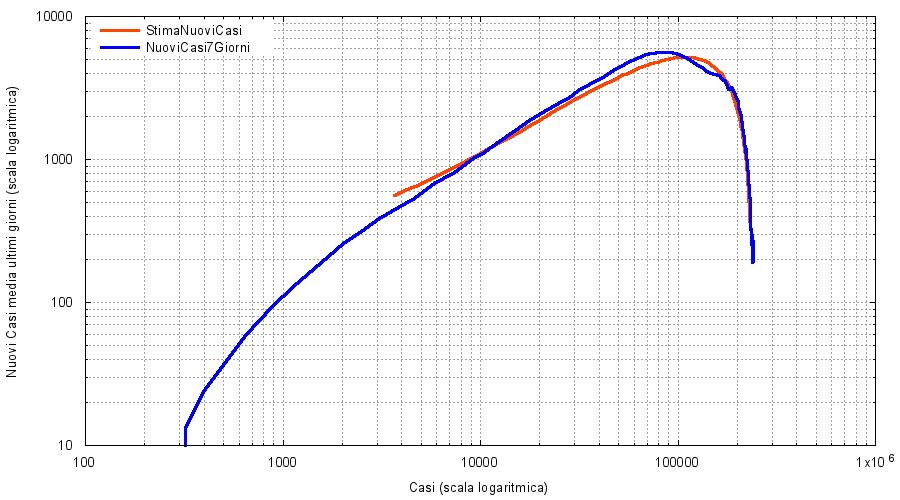 StimaNuoviCasi
NuoviCasi7Giorni
Nuovi Casi media ultimi giorni (scala logaritmica)
10000
1000
100
10
100
1000
10000
100000
1x10 6
Casi (scala logaritmica)